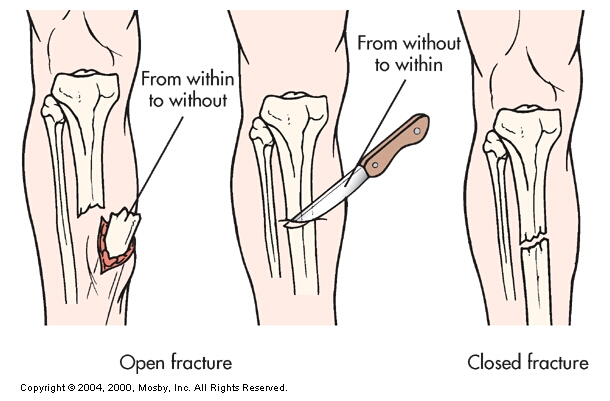 From within
to without
From without
to within
Open fracture
Closed fracture
Copyright © 2004, 2000, Mosby, Inc. All Rights Reserved.